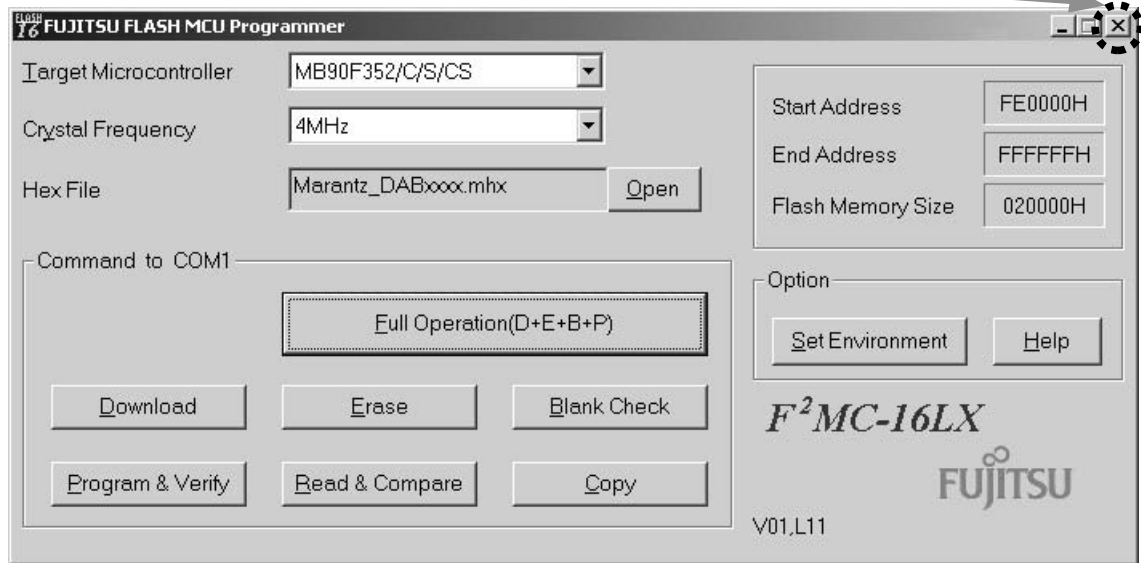 FLASH
16 FUJITSU FLASH MCU Programmer
Target Microcontroller MB90F352/C/S/CS
Crystal Frequency 4MHz
Hex File Marantz_DABxxxx.mhx Open
Start Address FE0000H
End Address FFFFFFH
Flash Memory Size 020000H
Command to COM1
Full Operation(D+E+B+P)
Download Erase Blank Check
Program & Verify Read & Compare Copy
Option
Set Environment Help
F²MC-16LX
FUJITSU
V01,L11